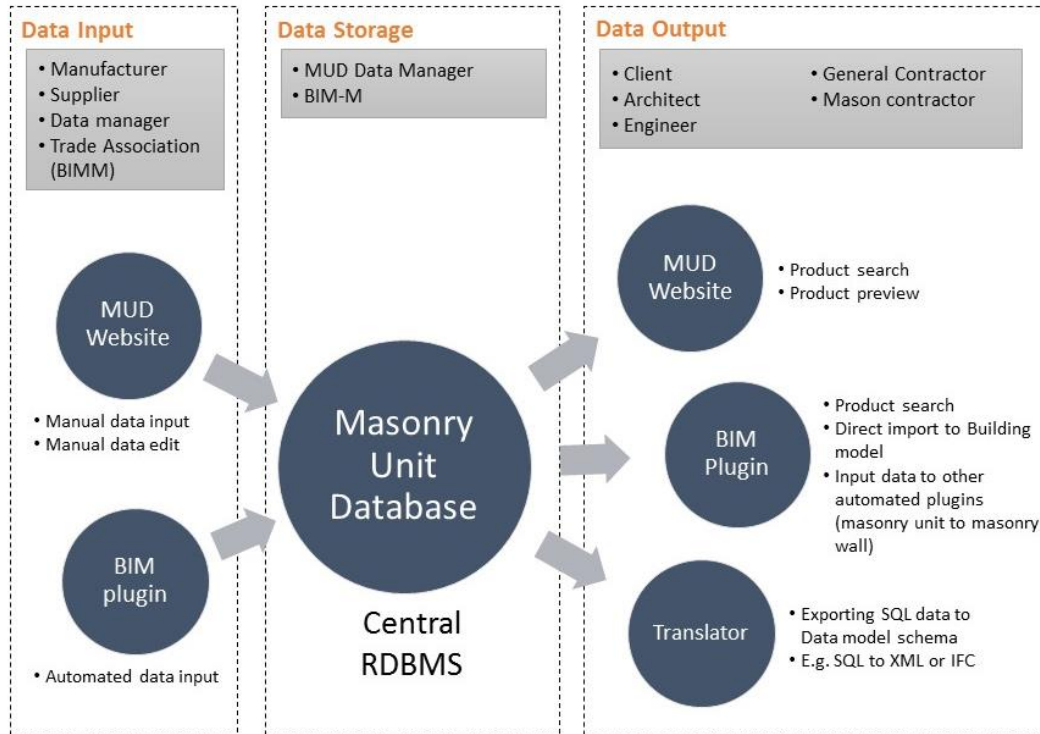 Data Input
• Manufacturer
• Supplier
• Data manager
• Trade Association
(BIMM)
MUD
Website
• Manual data input
• Manual data edit
BIM
plugin
• Automated data input
Data Storage
• MUD Data Manager
• BIM-M
Masonry
Unit
Database
Central
RDBMS
Data Output
• Client
• Architect
• Engineer
• General Contractor
• Mason contractor
MUD
Website
• Product search
• Product preview
BIM
Plugin
• Product search
• Direct import to Building
model
• Input data to other
automated plugins
(masonry unit to masonry
wall)
Translator
• Exporting SQL data to
Data model schema
• E.g. SQL to XML or IFC